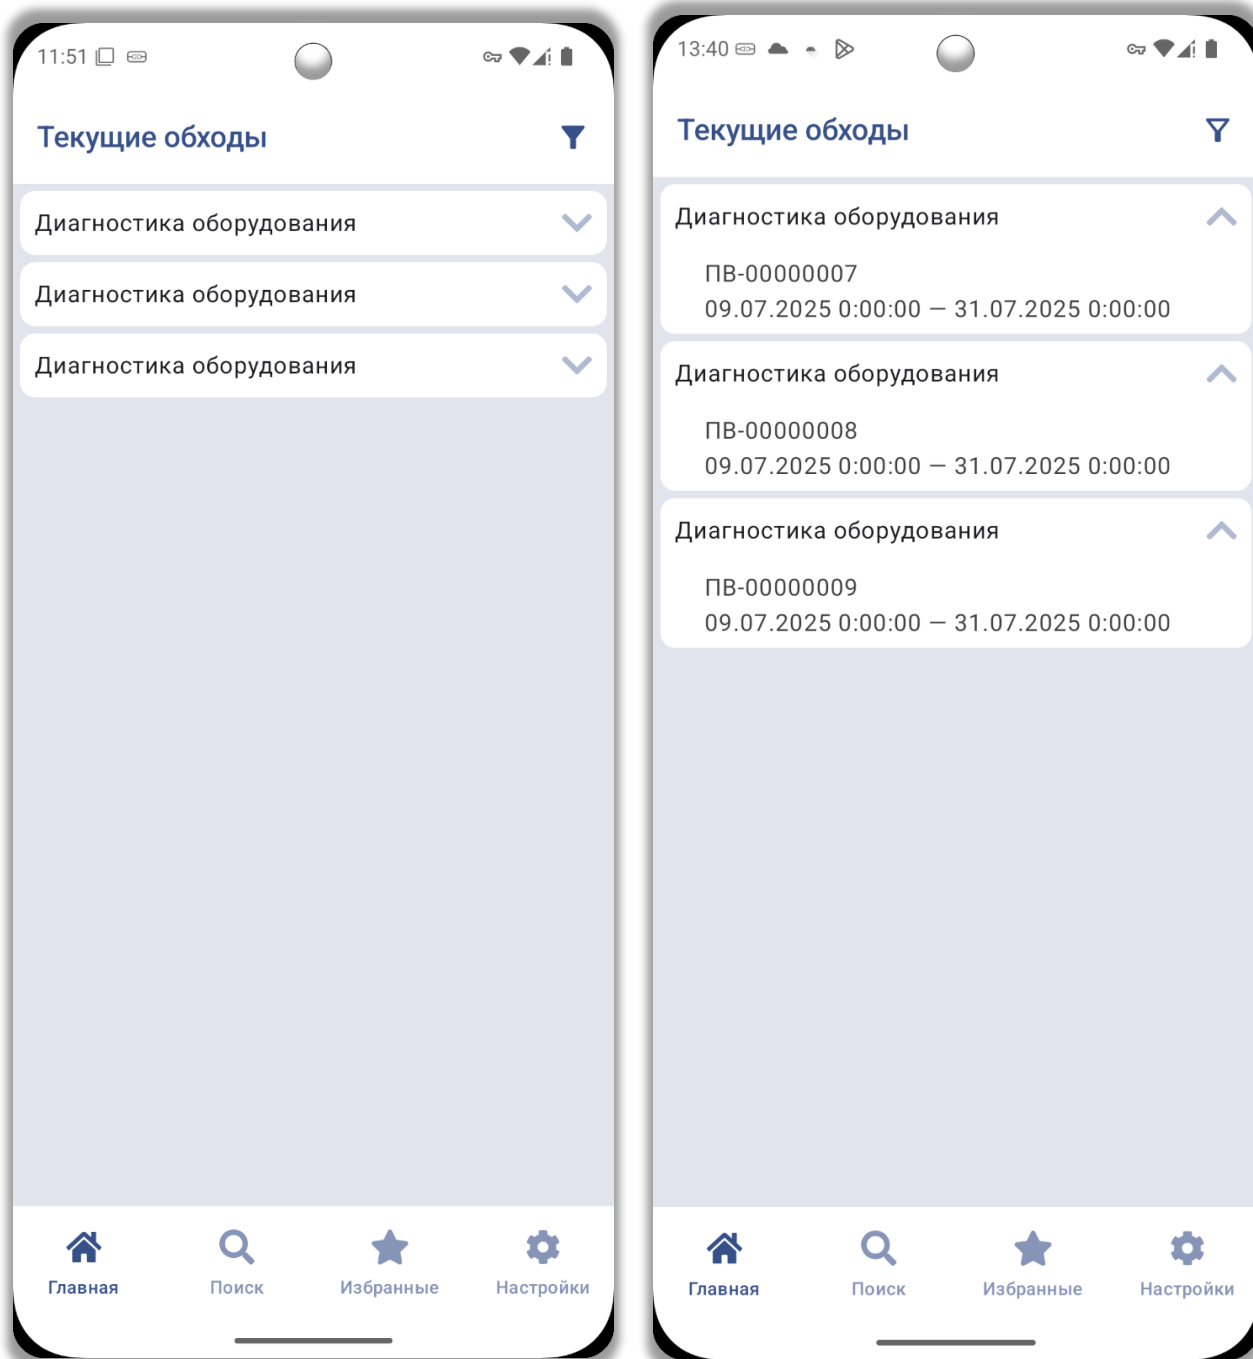 11:51
Текущие обходы
Диагностика оборудования
Диагностика оборудования
Диагностика оборудования
Главная
Поиск
Избранные
Настройки
13:40
Текущие обходы
Диагностика оборудования
ПВ-00000007
09.07.2025 0:00:00 — 31.07.2025 0:00:00
Диагностика оборудования
ПВ-00000008
09.07.2025 0:00:00 — 31.07.2025 0:00:00
Диагностика оборудования
ПВ-00000009
09.07.2025 0:00:00 — 31.07.2025 0:00:00
Главная
Поиск
Избранные
Настройки